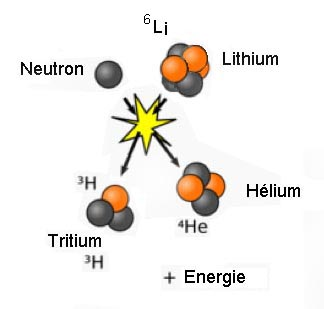 ⁶Li
Neutron
Lithium
³H
Hélium
⁴He
Tritium
³H
+ Energie